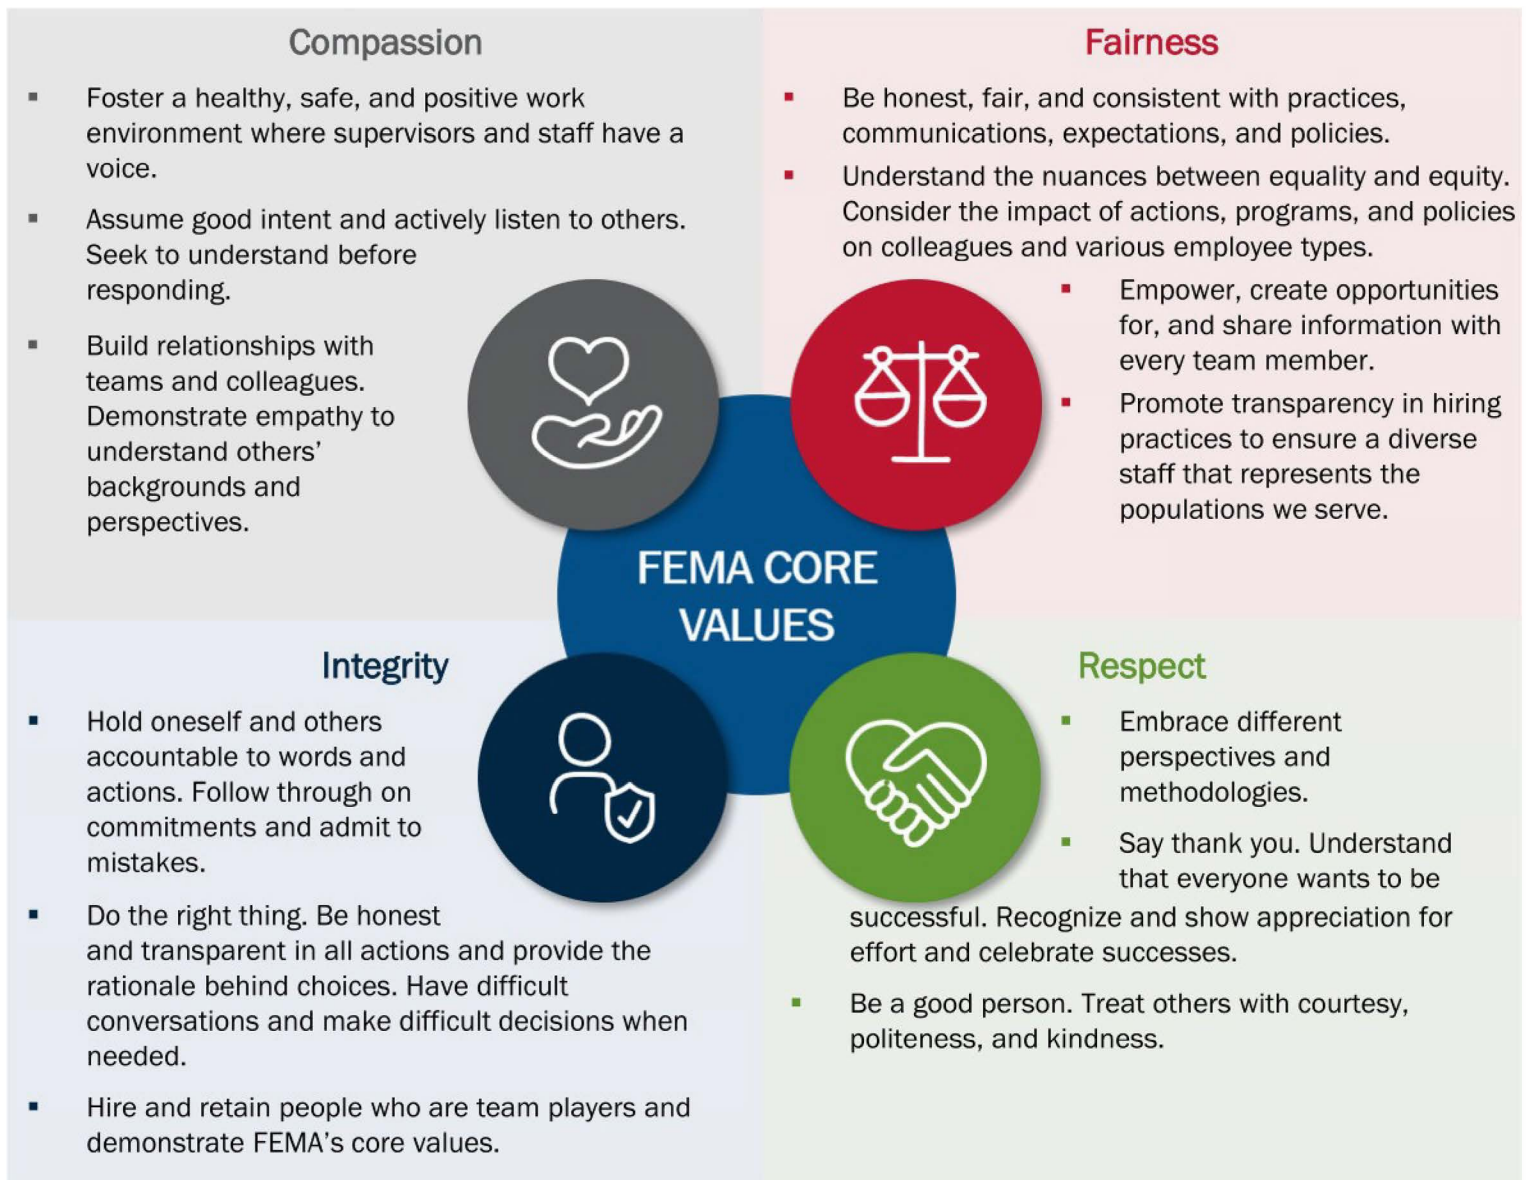 Compassion
Foster a healthy, safe, and positive work
environment where supervisors and staff have a
voice.
Assume good intent and actively listen to others.
Seek to understand before
responding.
Build relationships with
teams and colleagues.
Demonstrate empathy to
understand others’
backgrounds and
perspectives.
Fairness
Be honest, fair, and consistent with practices,
communications, expectations, and policies.
Understand the nuances between equality and equity.
Consider the impact of actions, programs, and policies
on colleagues and various employee types.
Empower, create opportunities
for, and share information with
every team member.
Promote transparency in hiring
practices to ensure a diverse
staff that represents the
populations we serve.
FEMA CORE
VALUES
Integrity
Hold oneself and others
accountable to words and
actions. Follow through on
commitments and admit to
mistakes.
Do the right thing. Be honest
and transparent in all actions and provide the
rationale behind choices. Have difficult
conversations and make difficult decisions when
needed.
Hire and retain people who are team players and
demonstrate FEMA’s core values.
Respect
Embrace different
perspectives and
methodologies.
Say thank you. Understand
that everyone wants to be
successful. Recognize and show appreciation for
effort and celebrate successes.
Be a good person. Treat others with courtesy,
politeness, and kindness.